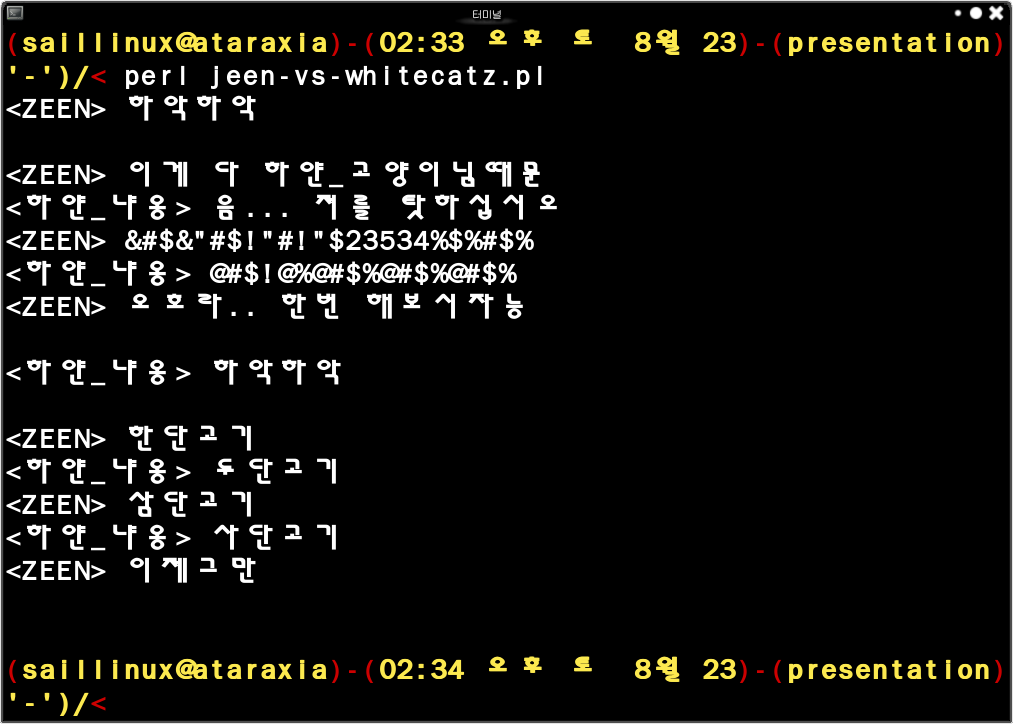 터미널
(saillinux@ataraxia)-(02:33 오후 토  8월 23)-(presentation)
'-')/< perl jeen-vs-whitecatz.pl
<ZEEN> 하악하악
<ZEEN> 이게 다 하얀_고양이님때문
<하얀_냐옹> 음... 저를 탓하십시오
<ZEEN> &#$&"#$!"#!"$23534%$%#$%
<하얀_냐옹> @#$!@%@#$%@#$%@#$%
<ZEEN> 오호라.. 한번 해보시자능
<하얀_냐옹> 하악하악
<ZEEN> 한단고기
<하얀_냐옹> 두단고기
<ZEEN> 삼단고기
<하얀_냐옹> 사단고기
<ZEEN> 이제그만
(saillinux@ataraxia)-(02:34 오후 토  8월 23)-(presentation)
'-')/<